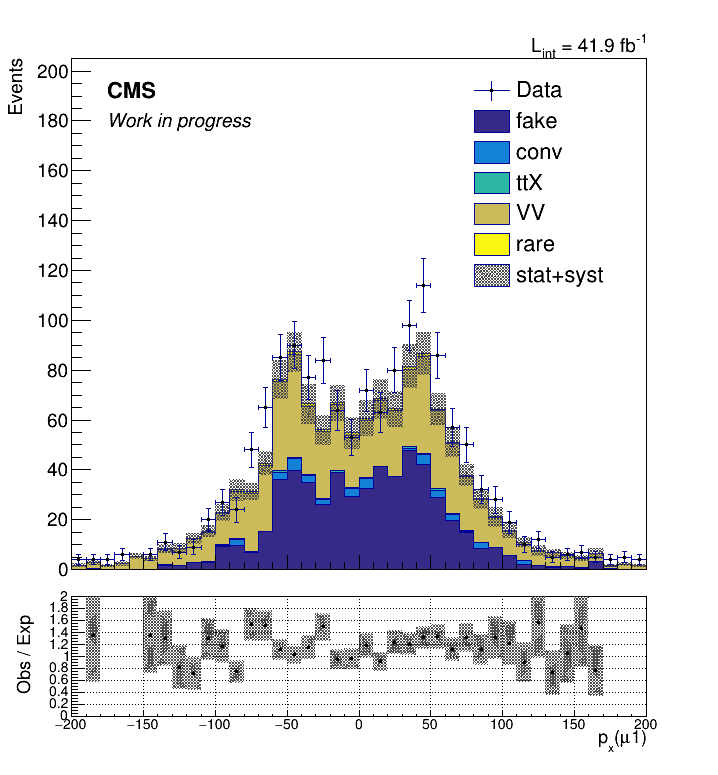 L_int = 41.9 fb^-1
Events
200
180
160
140
120
100
80
60
40
20
0
CMS
Work in progress
Data
fake
conv
ttX
VV
rare
stat+syst
Obs / Exp
2
1.8
1.6
1.4
1.2
1
0.8
0.6
0.4
0.2
0
−200 −150 −100 −50 0 50 100 150 200
p_x(μ1)